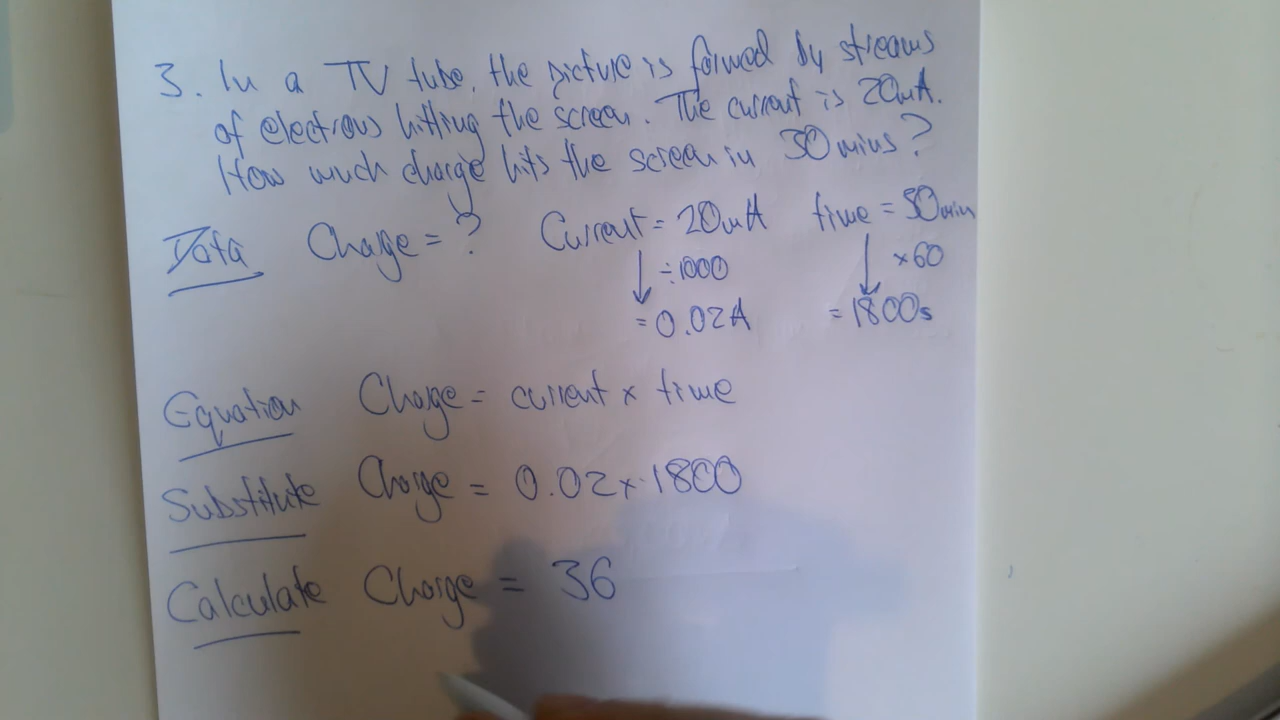 3. In a TV tube, the picture is formed by streams
of electrons hitting the screen. The current is 20mA.
How much charge hits the screen in 30 mins?
Data Charge = ? Current = 20mA time = 30min
÷1000 ×60
= 0.02A = 1800s
Equation Charge = current × time
Substitute Charge = 0.02 × 1800
Calculate Charge = 36